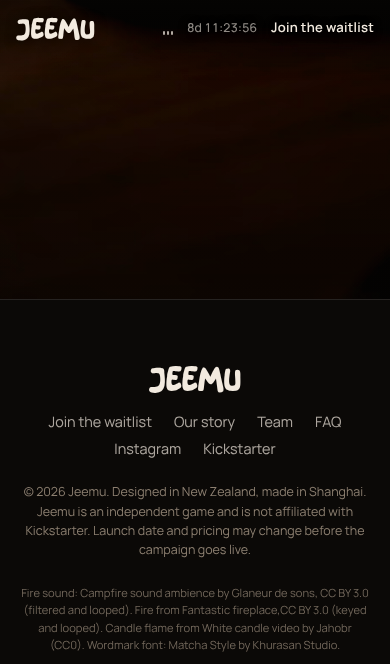 JEEMU
8d 11:23:56
Join the waitlist
JEEMU
Join the waitlist Our story Team FAQ
Instagram Kickstarter
© 2026 Jeemu. Designed in New Zealand, made in Shanghai.
Jeemu is an independent game and is not affiliated with
Kickstarter. Launch date and pricing may change before the
campaign goes live.
Fire sound: Campfire sound ambience by Glaneur de sons, CC BY 3.0
(filtered and looped). Fire from Fantastic fireplace,CC BY 3.0 (keyed
and looped). Candle flame from White candle video by Jahobr
(CC0). Wordmark font: Matcha Style by Khurasan Studio.